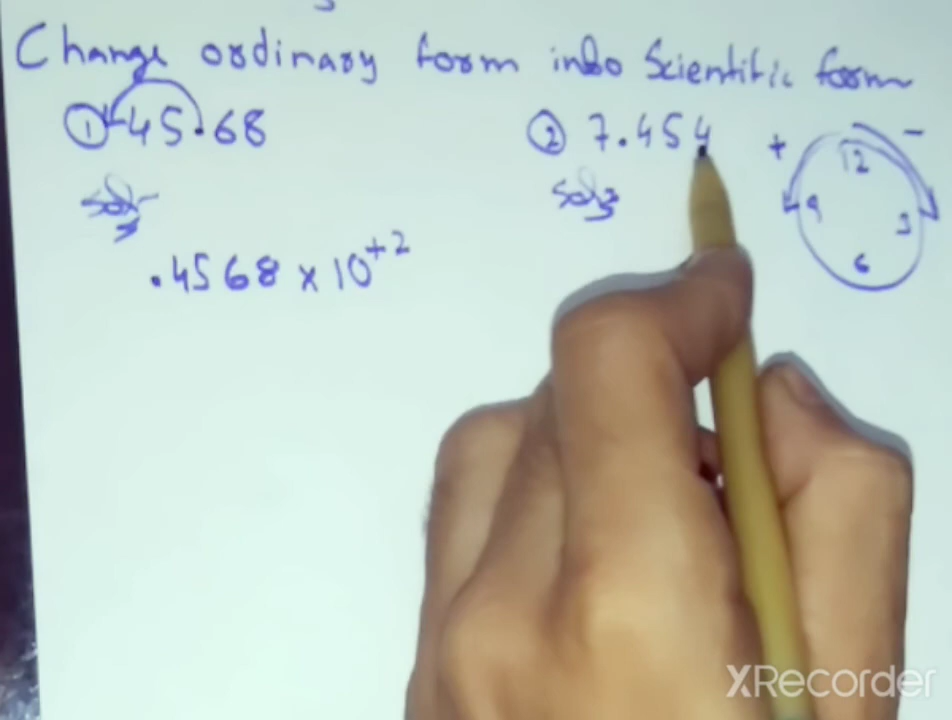 Change ordinary form into Scientific form
① 45.68 ② 7.454
Sol:- Sol:-
.4568 x 10+2
+ -
12
9 3
6
XRecorder